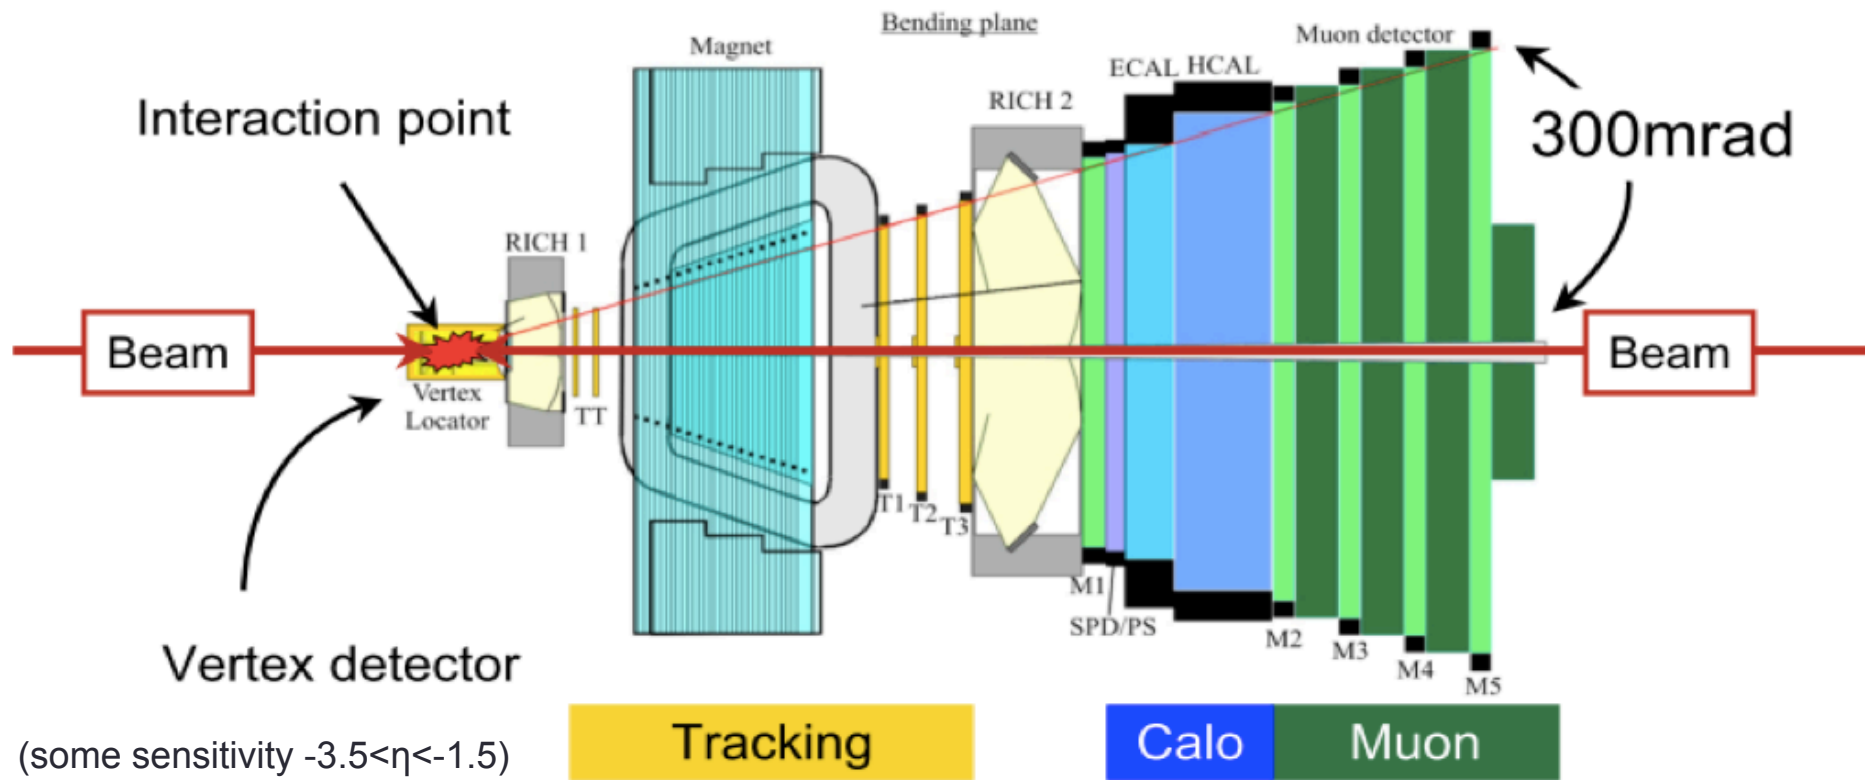 Bending plane
Magnet
Muon detector
ECAL HCAL
RICH 2
Interaction point
300mrad
RICH 1
Beam
Beam
Vertex
Locator
TT
T1
T2
T3
M1
SPD/PS
M2
M3
M4
M5
Vertex detector
Tracking
Calo
Muon
(some sensitivity -3.5<η<-1.5)